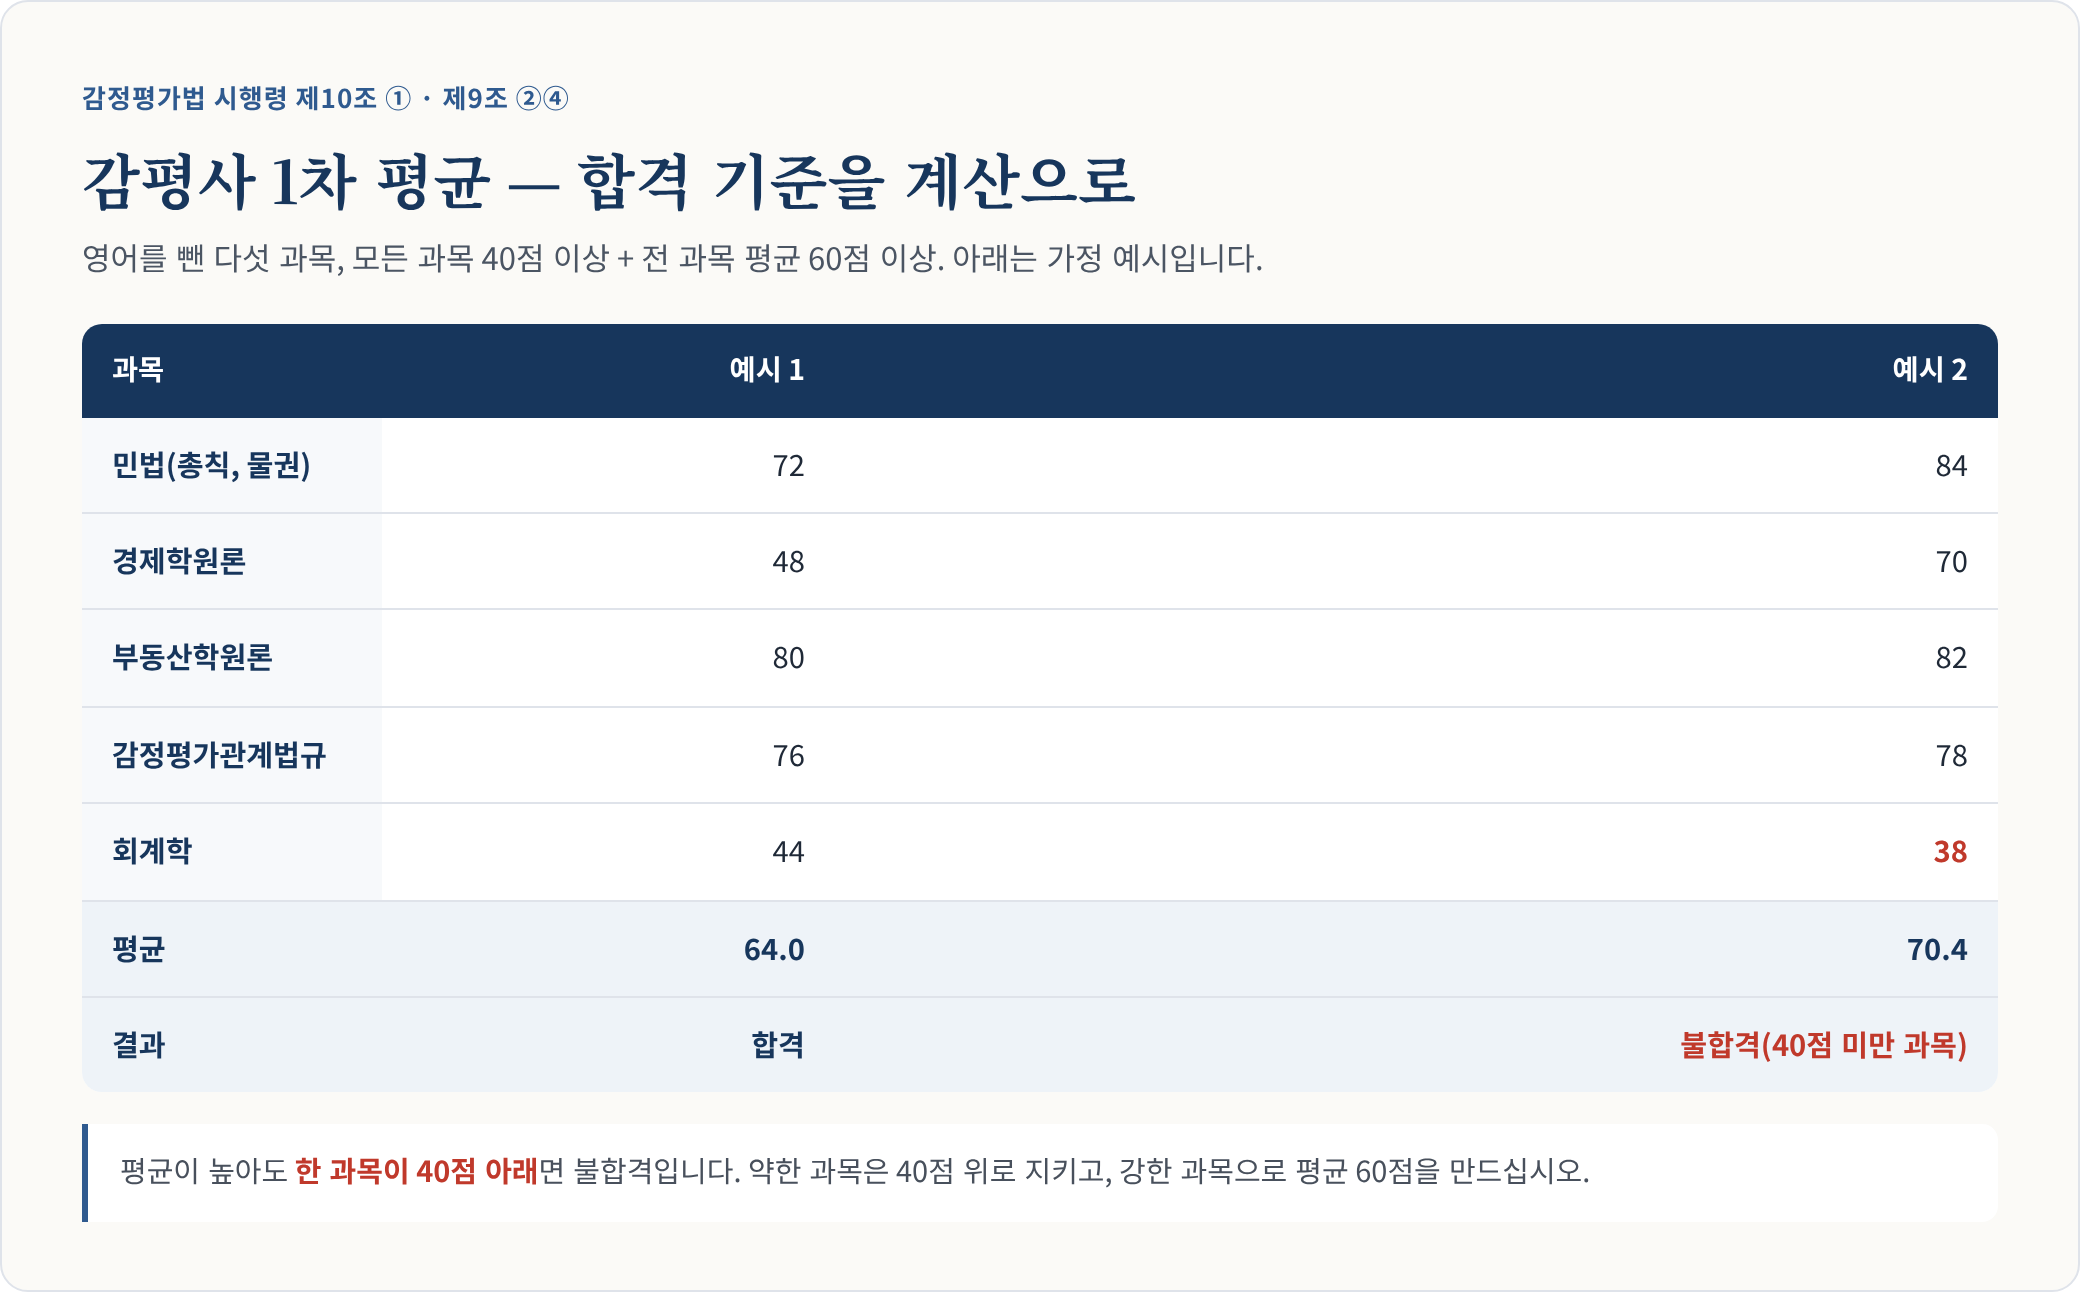 감정평가법 시행령 제10조 ① · 제9조 ②④
감평사 1차 평균 — 합격 기준을 계산으로
영어를 뺀 다섯 과목, 모든 과목 40점 이상 + 전 과목 평균 60점 이상. 아래는 가정 예시입니다.
과목 예시 1 예시 2
민법(총칙, 물권) 72 84
경제학원론 48 70
부동산학원론 80 82
감정평가관계법규 76 78
회계학 44 38
평균 64.0 70.4
결과 합격 불합격(40점 미만 과목)
평균이 높아도 한 과목이 40점 아래면 불합격입니다. 약한 과목은 40점 위로 지키고, 강한 과목으로 평균 60점을 만드십시오.